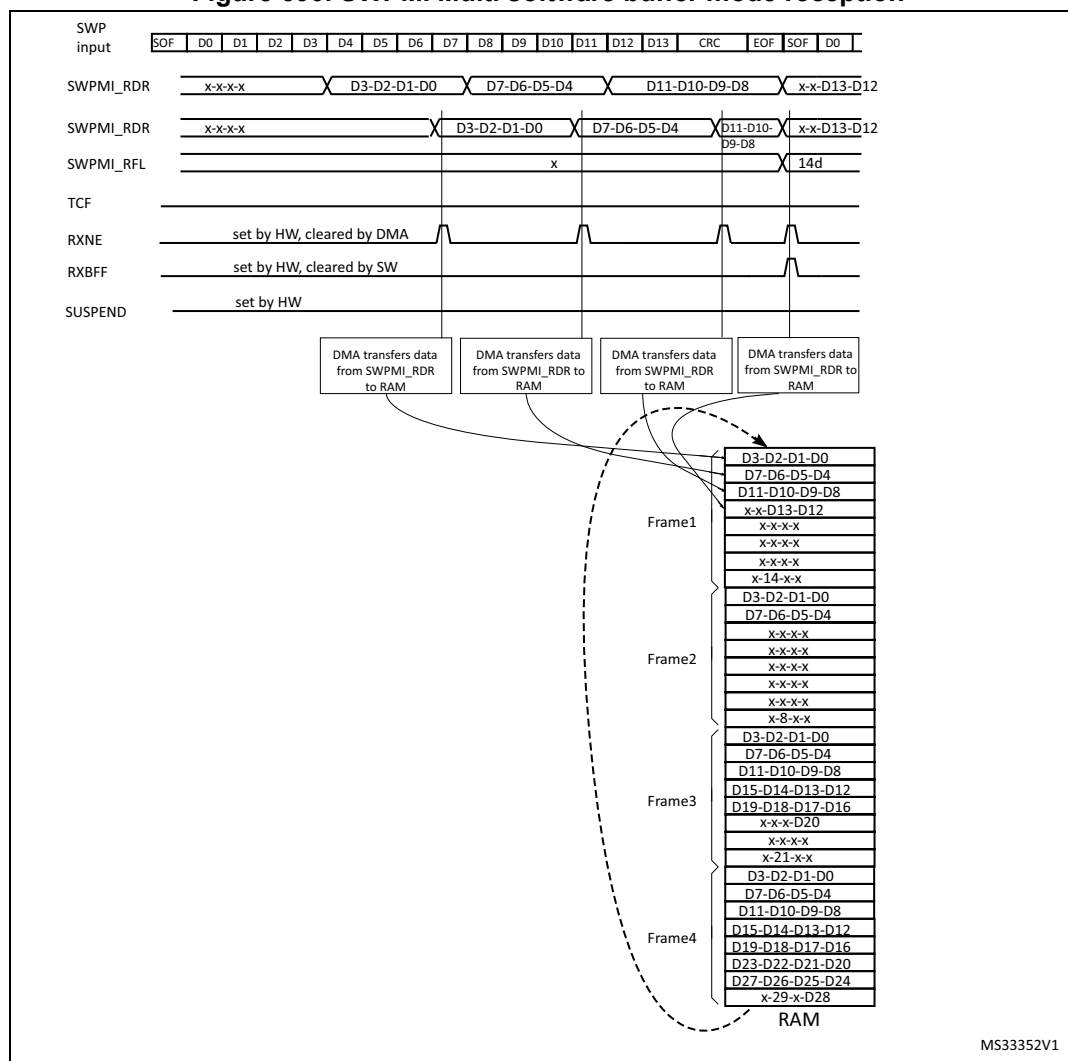 SWP
input
SOF D0 D1 D2 D3 D4 D5 D6 D7 D8 D9 D10 D11 D12 D13 CRC EOF SOF D0
SWPMI_RDR x-x-x-x D3-D2-D1-D0 D7-D6-D5-D4 D11-D10-D9-D8 x-x-D13-D12
SWPMI_RDR x-x-x-x D3-D2-D1-D0 D7-D6-D5-D4 D11-D10-
D9-D8 x-x-D13-D12
SWPMI_RFL x 14d
TCF
RXNE set by HW, cleared by DMA
RXBFF set by HW, cleared by SW
SUSPEND set by HW
DMA transfers data
from SWPMI_RDR
to RAM
DMA transfers data
from SWPMI_RDR to
RAM
DMA transfers data
from SWPMI_RDR
to RAM
DMA transfers data
from SWPMI_RDR to
RAM
Frame1
D3-D2-D1-D0
D7-D6-D5-D4
D11-D10-D9-D8
x-x-D13-D12
x-x-x-x
x-x-x-x
x-x-x-x
x-14-x-x
Frame2
D3-D2-D1-D0
D7-D6-D5-D4
x-x-x-x
x-x-x-x
x-x-x-x
x-x-x-x
x-x-x-x
x-8-x-x
Frame3
D3-D2-D1-D0
D7-D6-D5-D4
D11-D10-D9-D8
D15-D14-D13-D12
D19-D18-D17-D16
x-x-x-D20
x-x-x-x
x-21-x-x
Frame4
D3-D2-D1-D0
D7-D6-D5-D4
D11-D10-D9-D8
D15-D14-D13-D12
D19-D18-D17-D16
D23-D22-D21-D20
D27-D26-D25-D24
x-29-x-D28
RAM
MS33352V1